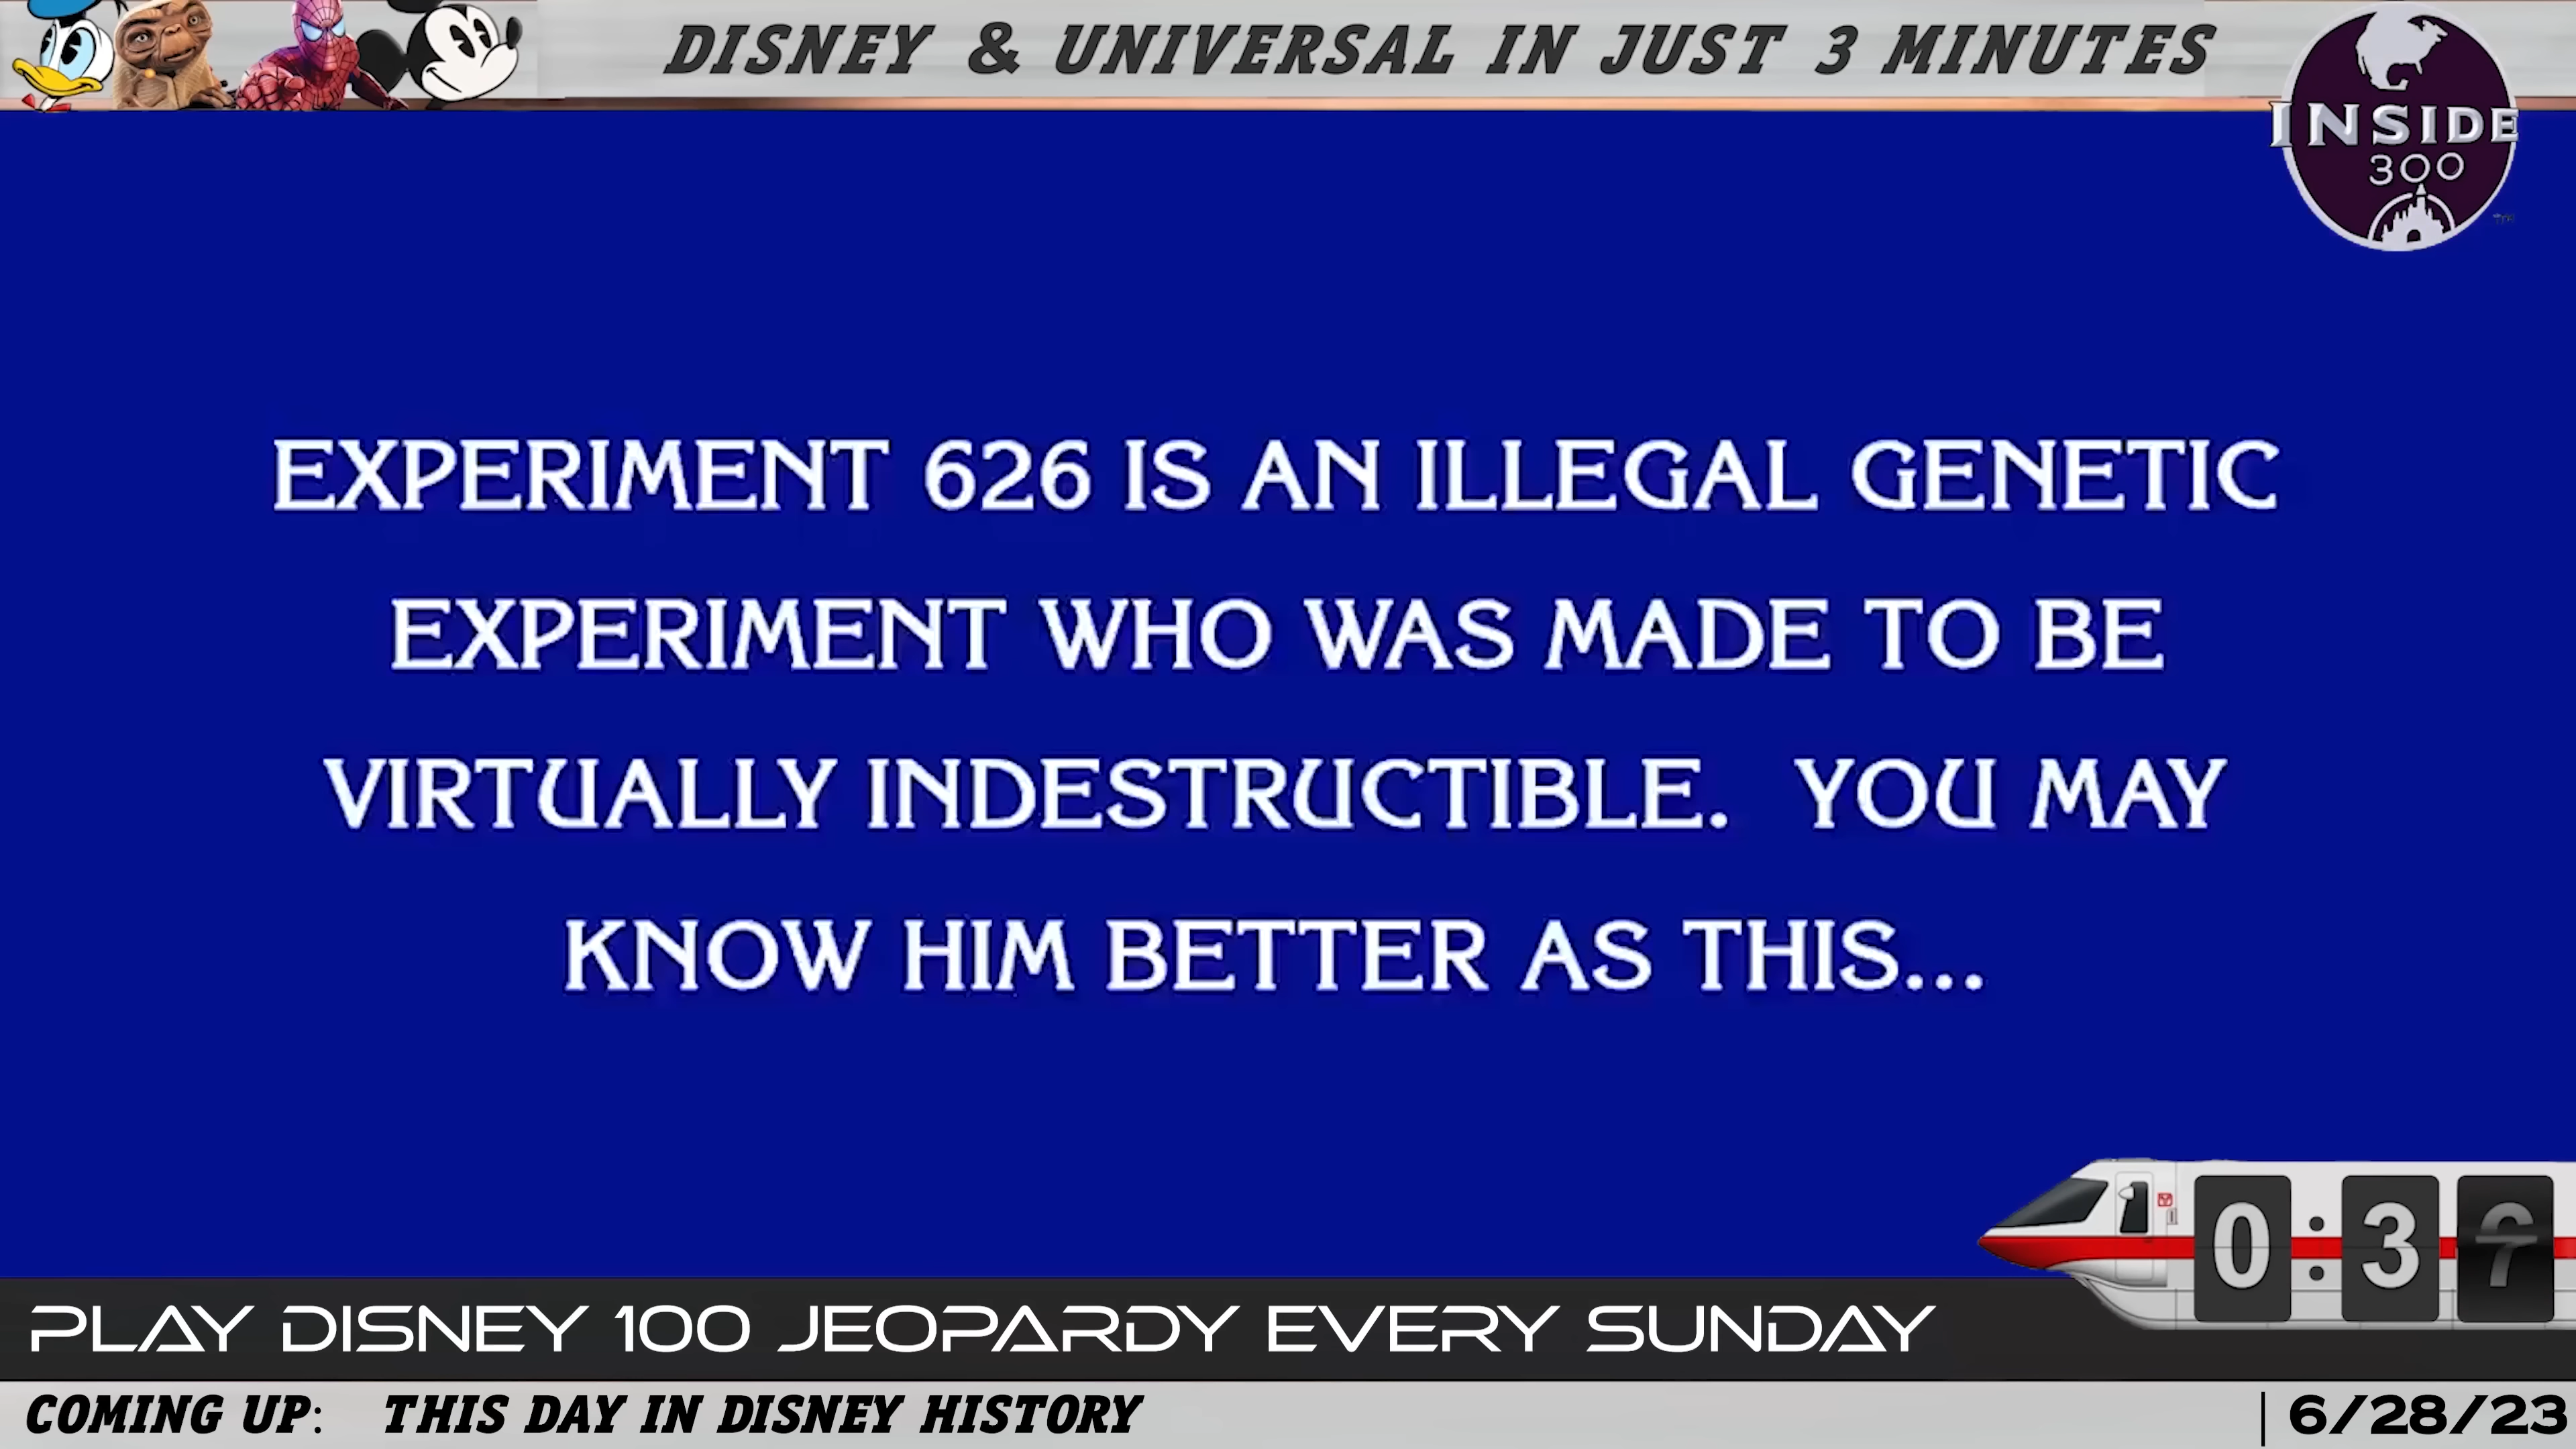 DISNEY & UNIVERSAL IN JUST 3 MINUTES
INSIDE
300
EXPERIMENT 626 IS AN ILLEGAL GENETIC
EXPERIMENT WHO WAS MADE TO BE
VIRTUALLY INDESTRUCTIBLE. YOU MAY
KNOW HIM BETTER AS THIS...
0:3
PLAY DISNEY 100 JEOPARDY EVERY SUNDAY
COMING UP: THIS DAY IN DISNEY HISTORY
| 6/28/23